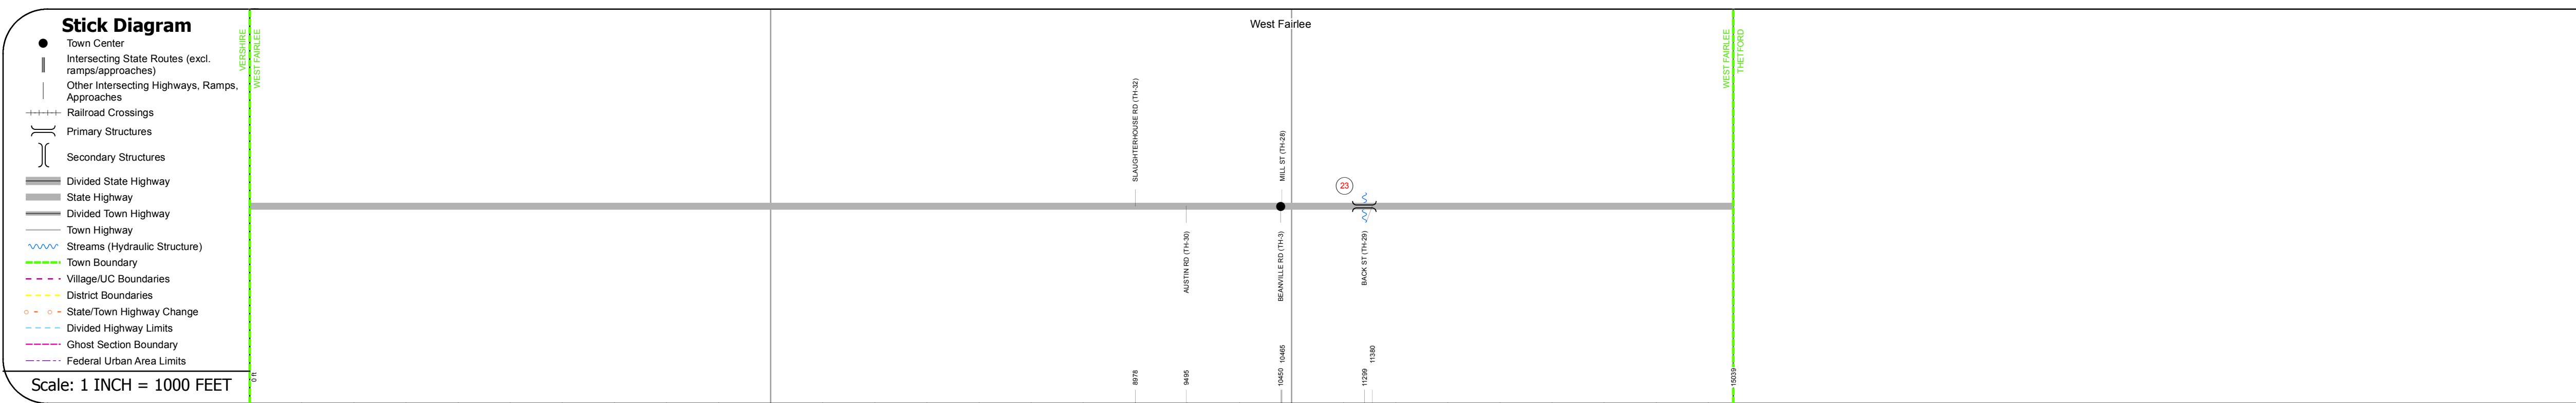 Stick Diagram
Town Center
Intersecting State Routes (excl.
ramps/approaches)
Other Intersecting Highways, Ramps,
Approaches
Railroad Crossings
Primary Structures
Secondary Structures
Divided State Highway
State Highway
Divided Town Highway
Town Highway
Streams (Hydraulic Structure)
Town Boundary
Village/UC Boundaries
District Boundaries
State/Town Highway Change
Divided Highway Limits
Ghost Section Boundary
Federal Urban Area Limits
Scale: 1 INCH = 1000 FEET
VERSHIRE
WEST FAIRLEE
West Fairlee
SLAUGHTERHOUSE RD (TH-32)
AUSTIN RD (TH-30)
MILL ST (TH-28)
BEANVILLE RD (TH-3)
23
BACK ST (TH-29)
WEST FAIRLEE
THETFORD
0 ft
8978
9495
10450
10465
11299
11380
15039